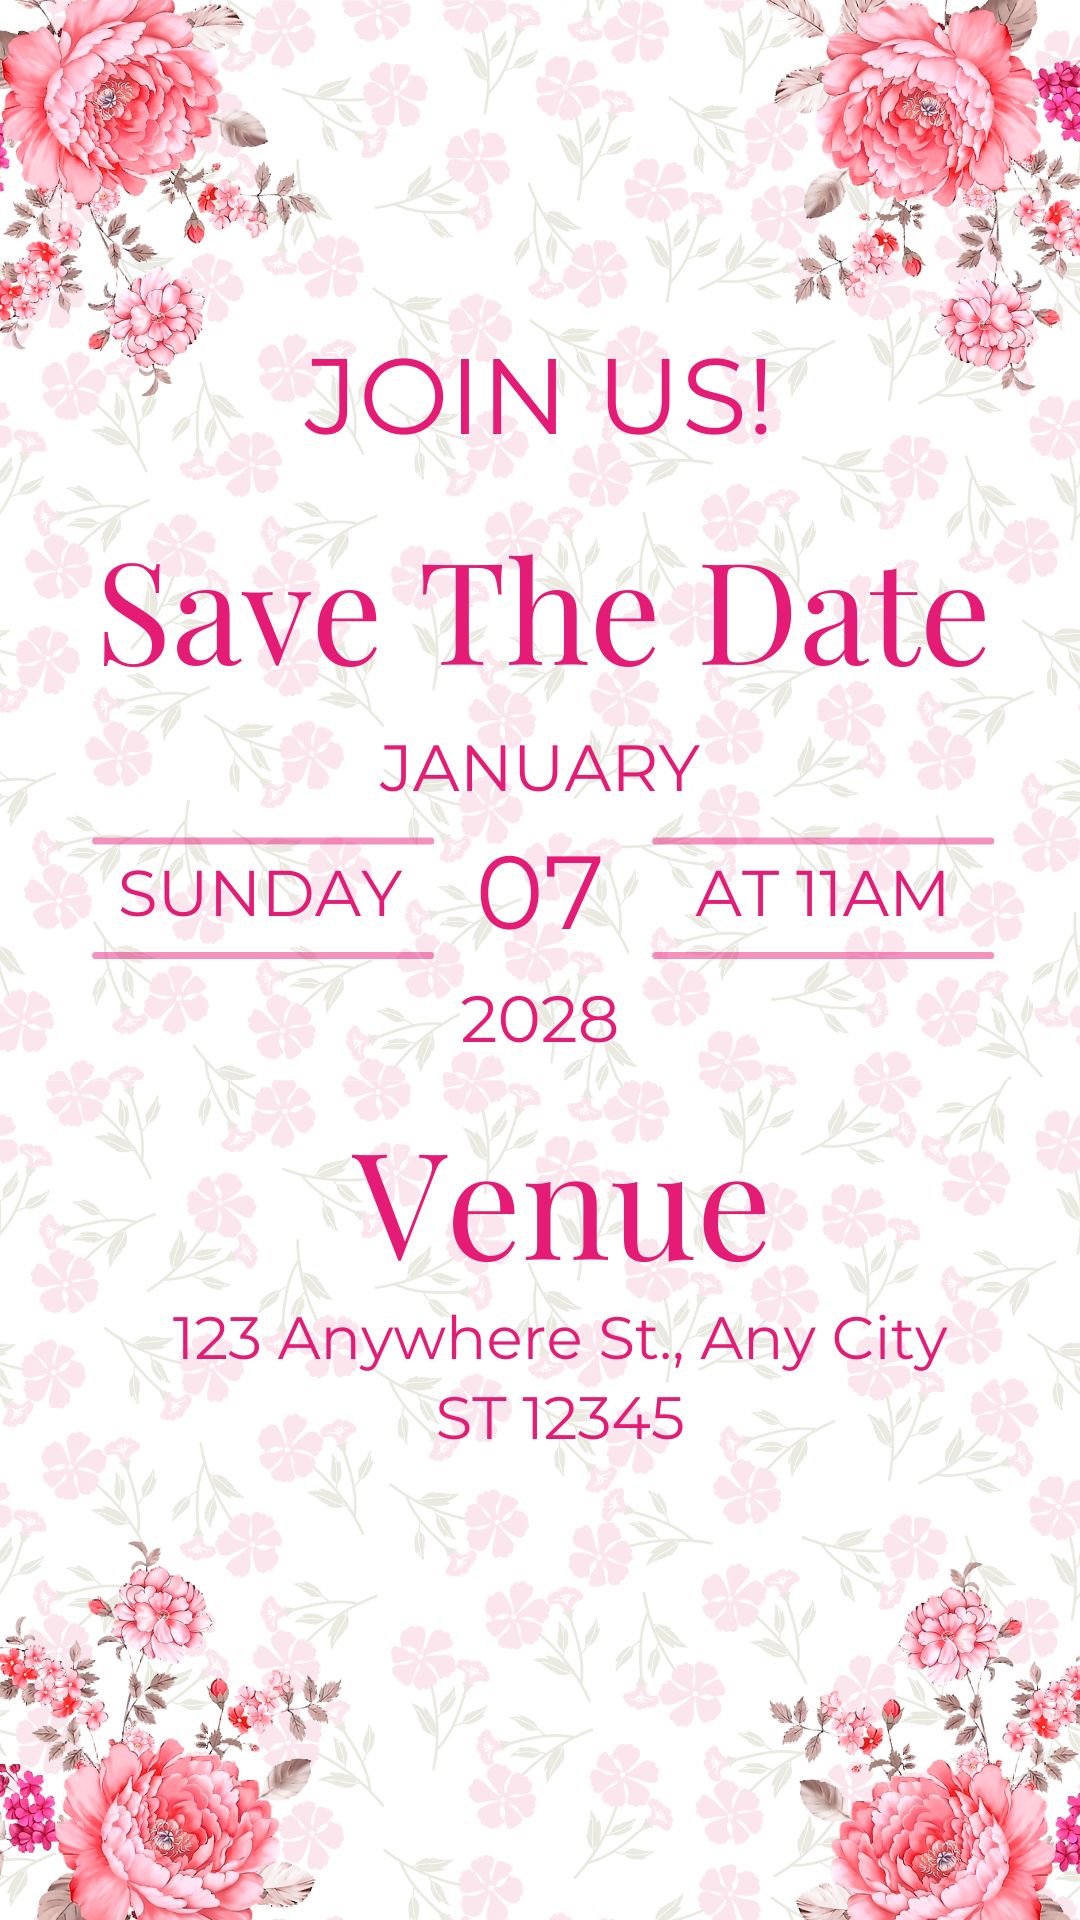 JOIN US!
Save The Date
JANUARY
SUNDAY 07 AT 11AM
2028
Venue
123 Anywhere St., Any City
ST 12345